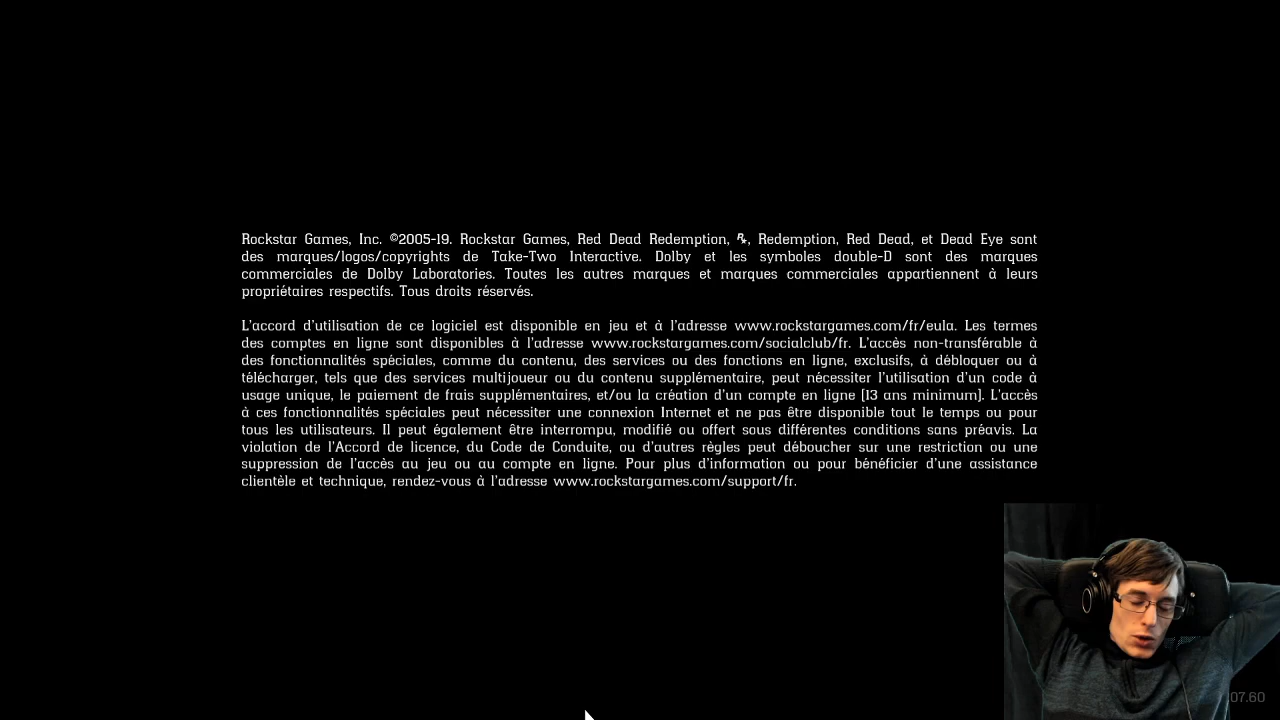 Rockstar Games, Inc. ©2005-19. Rockstar Games, Red Dead Redemption, R*, Redemption, Red Dead, et Dead Eye sont
des marques/logos/copyrights de Take-Two Interactive. Dolby et les symboles double-D sont des marques
commerciales de Dolby Laboratories. Toutes les autres marques et marques commerciales appartiennent à leurs
propriétaires respectifs. Tous droits réservés.
L'accord d'utilisation de ce logiciel est disponible en jeu et à l'adresse www.rockstargames.com/fr/eula. Les termes
des comptes en ligne sont disponibles à l'adresse www.rockstargames.com/socialclub/fr. L'accès non-transférable à
des fonctionnalités spéciales, comme du contenu, des services ou des fonctions en ligne, exclusifs, à débloquer ou à
télécharger, tels que des services multijoueur ou du contenu supplémentaire, peut nécessiter l'utilisation d'un code à
usage unique, le paiement de frais supplémentaires, et/ou la création d'un compte en ligne [13 ans minimum]. L'accès
à ces fonctionnalités spéciales peut nécessiter une connexion Internet et ne pas être disponible tout le temps ou pour
tous les utilisateurs. Il peut également être interrompu, modifié ou offert sous différentes conditions sans préavis. La
violation de l'Accord de licence, du Code de Conduite, ou d'autres règles peut déboucher sur une restriction ou une
suppression de l'accès au jeu ou au compte en ligne. Pour plus d'information ou pour bénéficier d'une assistance
clientèle et technique, rendez-vous à l'adresse www.rockstargames.com/support/fr.
07.60